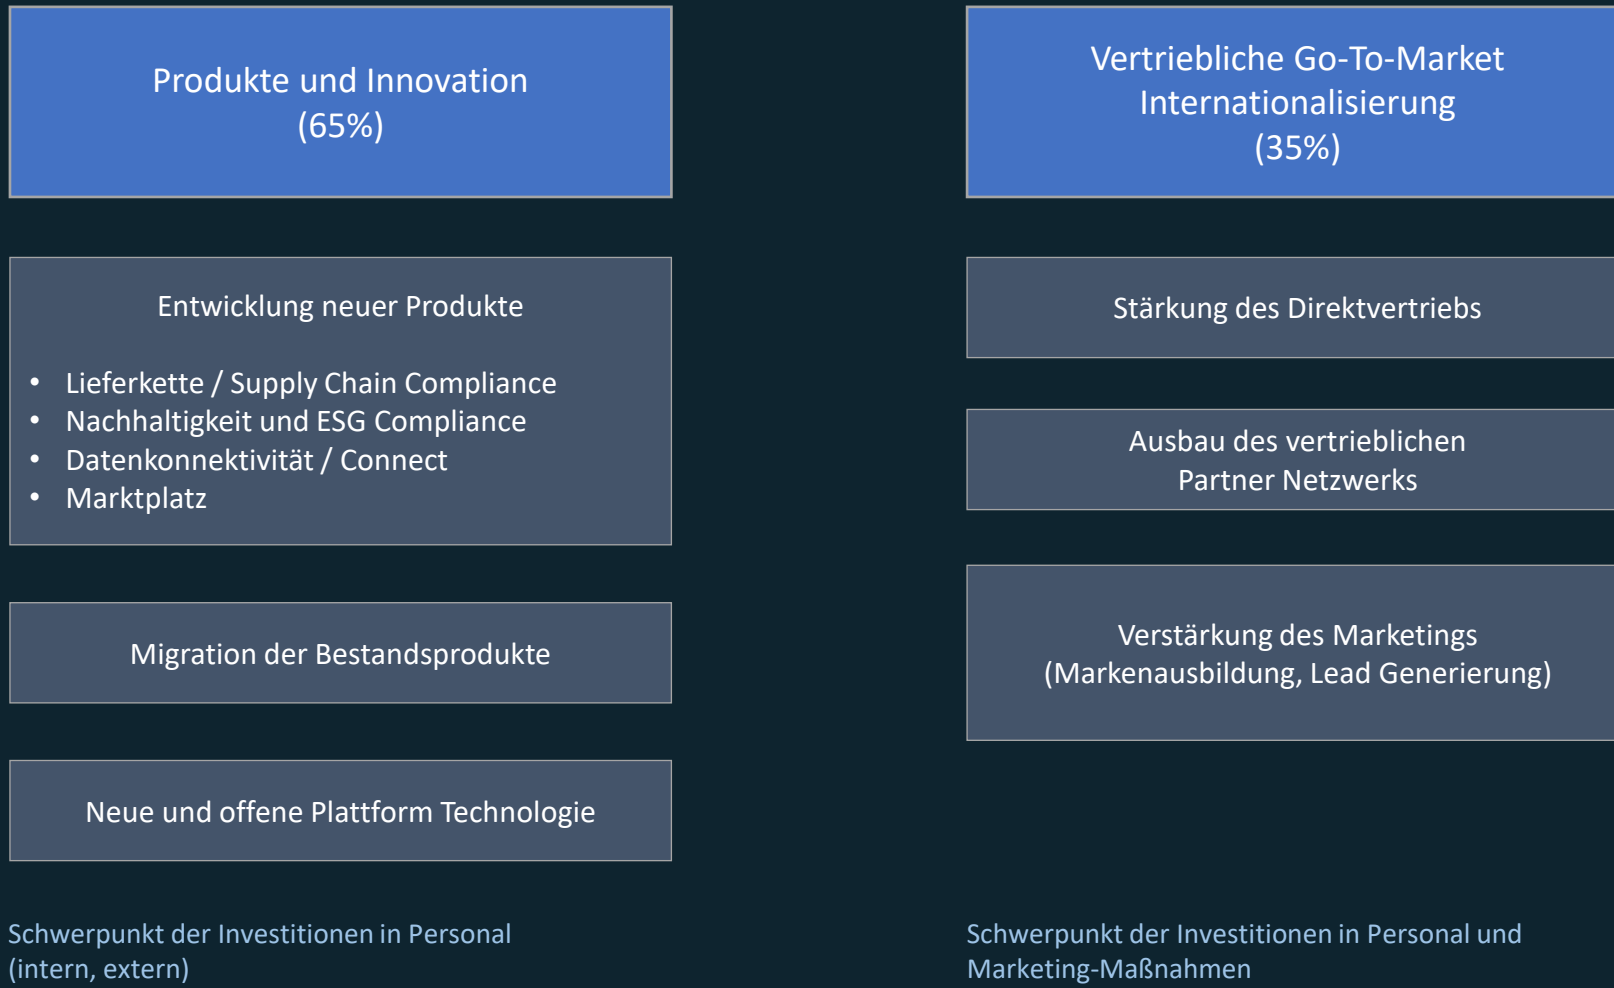 Produkte und Innovation
(65%)
Entwicklung neuer Produkte
• Lieferkette / Supply Chain Compliance
• Nachhaltigkeit und ESG Compliance
• Datenkonnektivität / Connect
• Marktplatz
Migration der Bestandsprodukte
Neue und offene Plattform Technologie
Schwerpunkt der Investitionen in Personal
(intern, extern)
Vertriebliche Go-To-Market
Internationalisierung
(35%)
Stärkung des Direktvertriebs
Ausbau des vertrieblichen
Partner Netzwerks
Verstärkung des Marketings
(Markenausbildung, Lead Generierung)
Schwerpunkt der Investitionen in Personal und
Marketing-Maßnahmen